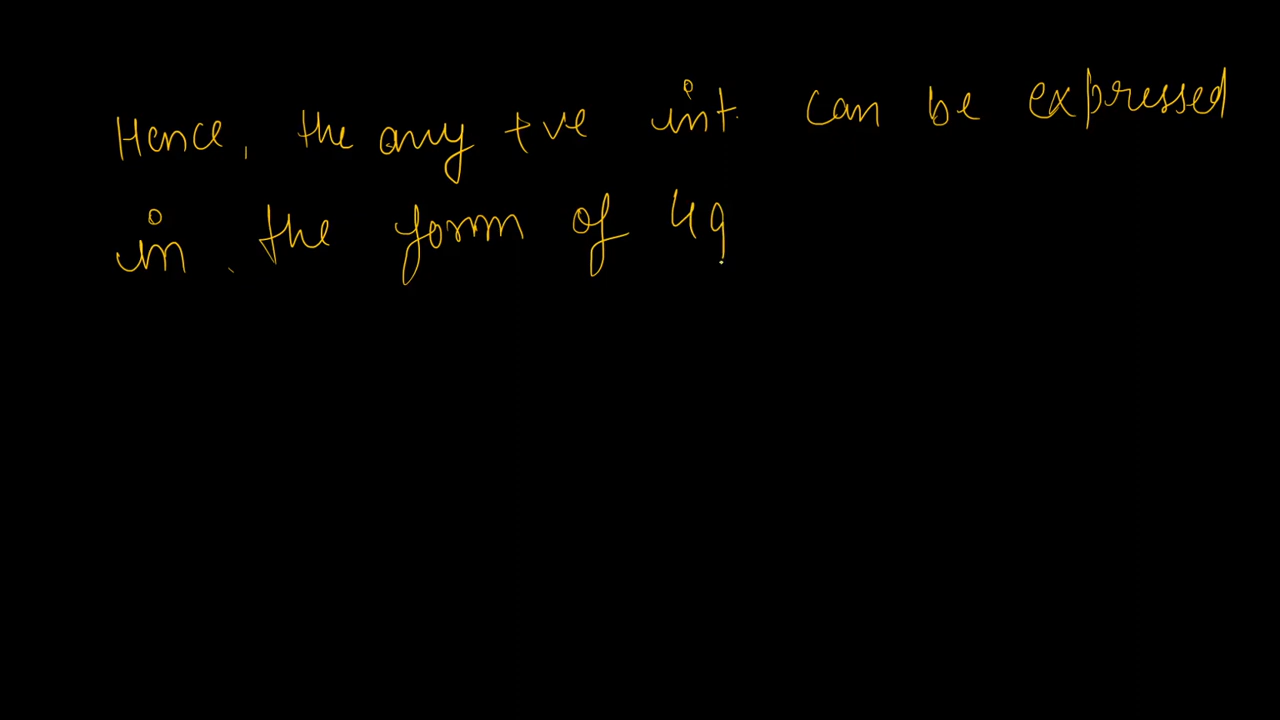 Hence, the any +ve int. can be expressed
in the form of 4q